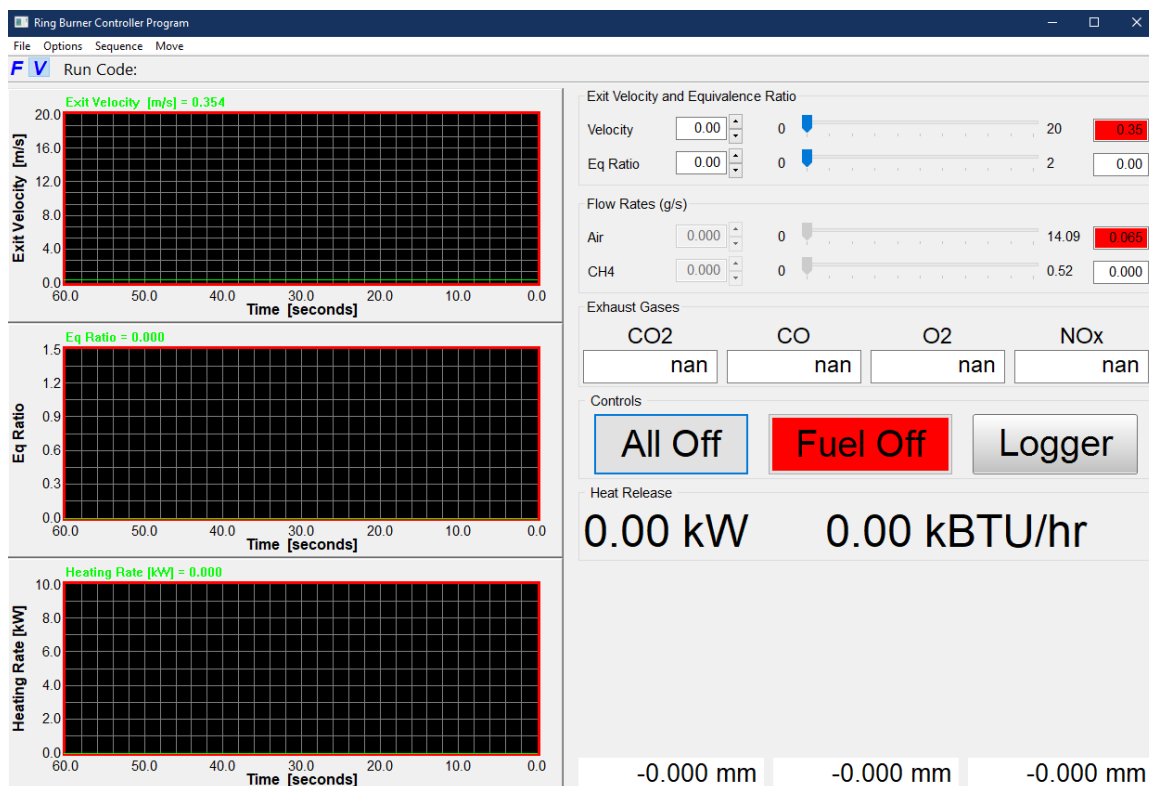 Ring Burner Controller Program
File Options Sequence Move
F V Run Code:
Exit Velocity [m/s] = 0.354
Exit Velocity [m/s]
20.0
16.0
12.0
8.0
4.0
0.0
60.0 50.0 40.0 30.0 20.0 10.0 0.0
Time [seconds]
Eq Ratio = 0.000
Eq Ratio
1.5
1.2
0.9
0.6
0.3
0.0
60.0 50.0 40.0 30.0 20.0 10.0 0.0
Time [seconds]
Heating Rate [kW] = 0.000
Heating Rate [kW]
10.0
8.0
6.0
4.0
2.0
0.0
60.0 50.0 40.0 30.0 20.0 10.0 0.0
Time [seconds]
Exit Velocity and Equivalence Ratio
Velocity 0.00 0 20 0.35
Eq Ratio 0.00 0 2 0.00
Flow Rates (g/s)
Air 0.000 0 14.09 0.065
CH4 0.000 0 0.52 0.000
Exhaust Gases
CO2 CO O2 NOx
nan nan nan nan
Controls
All Off Fuel Off Logger
Heat Release
0.00 kW 0.00 kBTU/hr
-0.000 mm -0.000 mm -0.000 mm